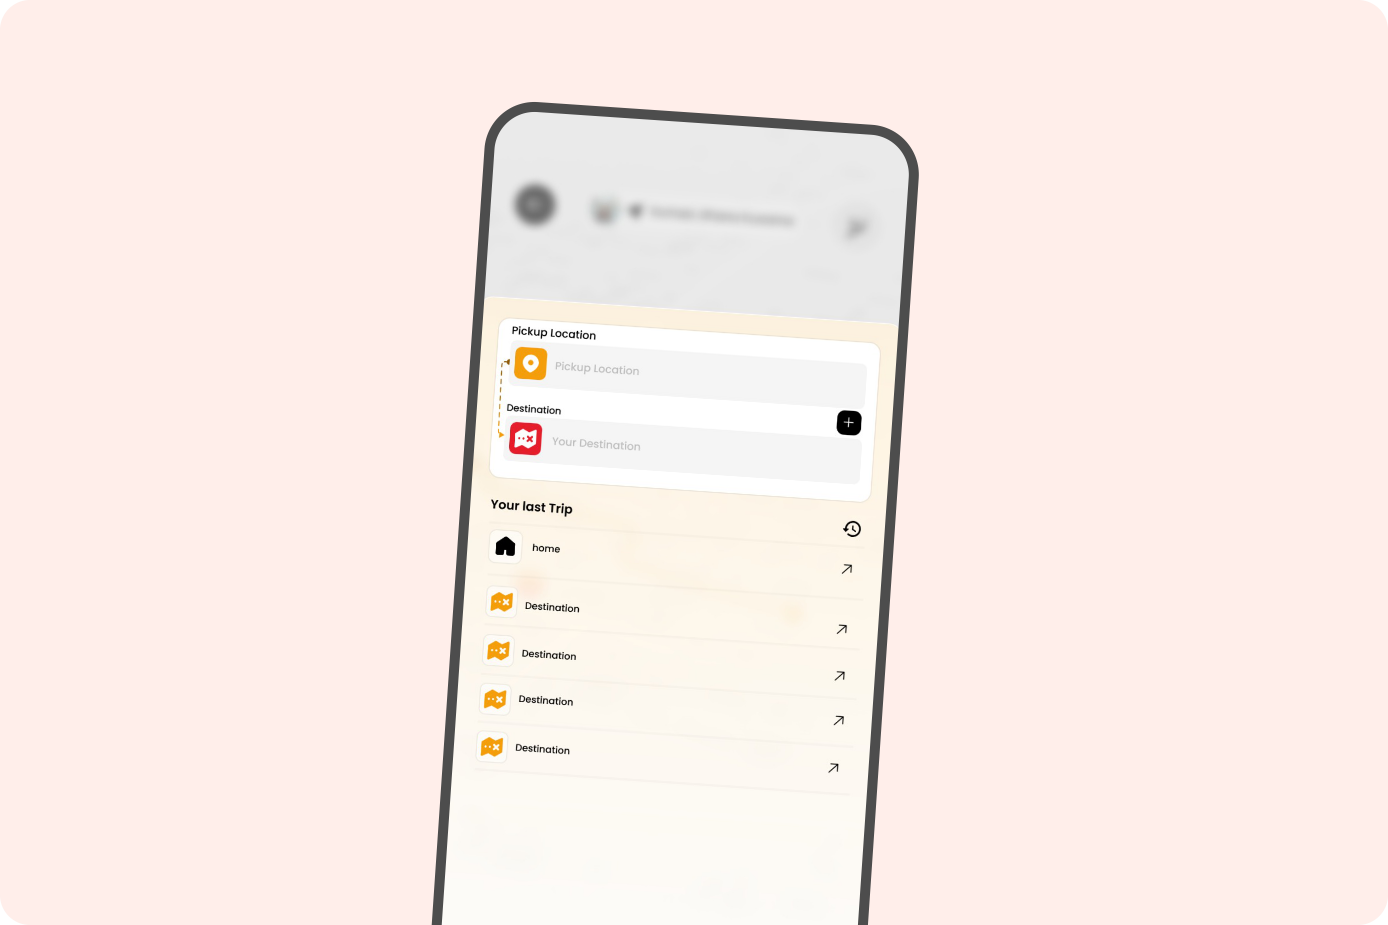 Pickup Location
Pickup Location
Destination
Your Destination
Your last Trip
home
Destination
Destination
Destination
Destination